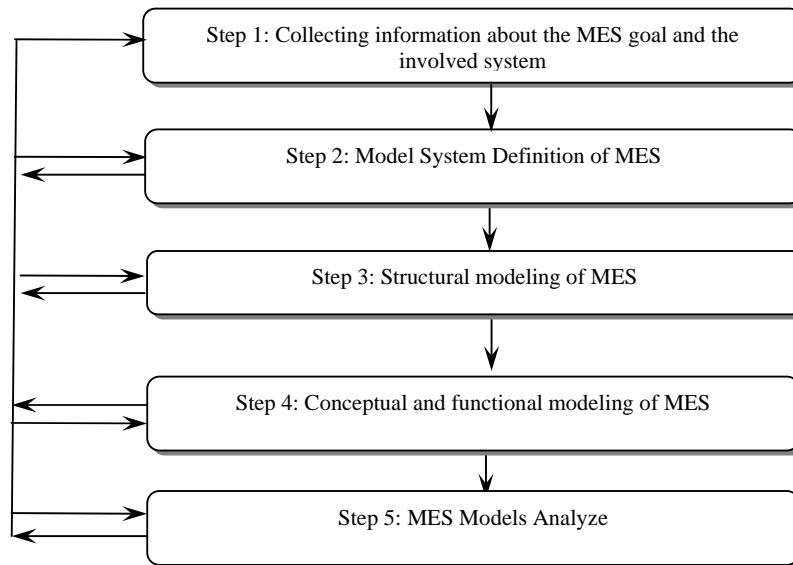 Step 1: Collecting information about the MES goal and the
involved system
Step 2: Model System Definition of MES
Step 3: Structural modeling of MES
Step 4: Conceptual and functional modeling of MES
Step 5: MES Models Analyze